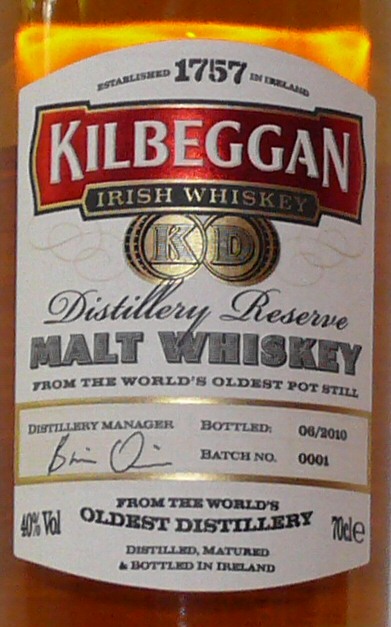 ESTABLISHED 1757 IN IRELAND
KILBEGGAN
IRISH WHISKEY
K D
Distillery Reserve
MALT WHISKEY
FROM THE WORLD'S OLDEST POT STILL
DISTILLERY MANAGER BOTTLED: 06/2010
BATCH NO. 0001
FROM THE WORLD'S
OLDEST DISTILLERY
40% Vol 70cl e
DISTILLED, MATURED
& BOTTLED IN IRELAND